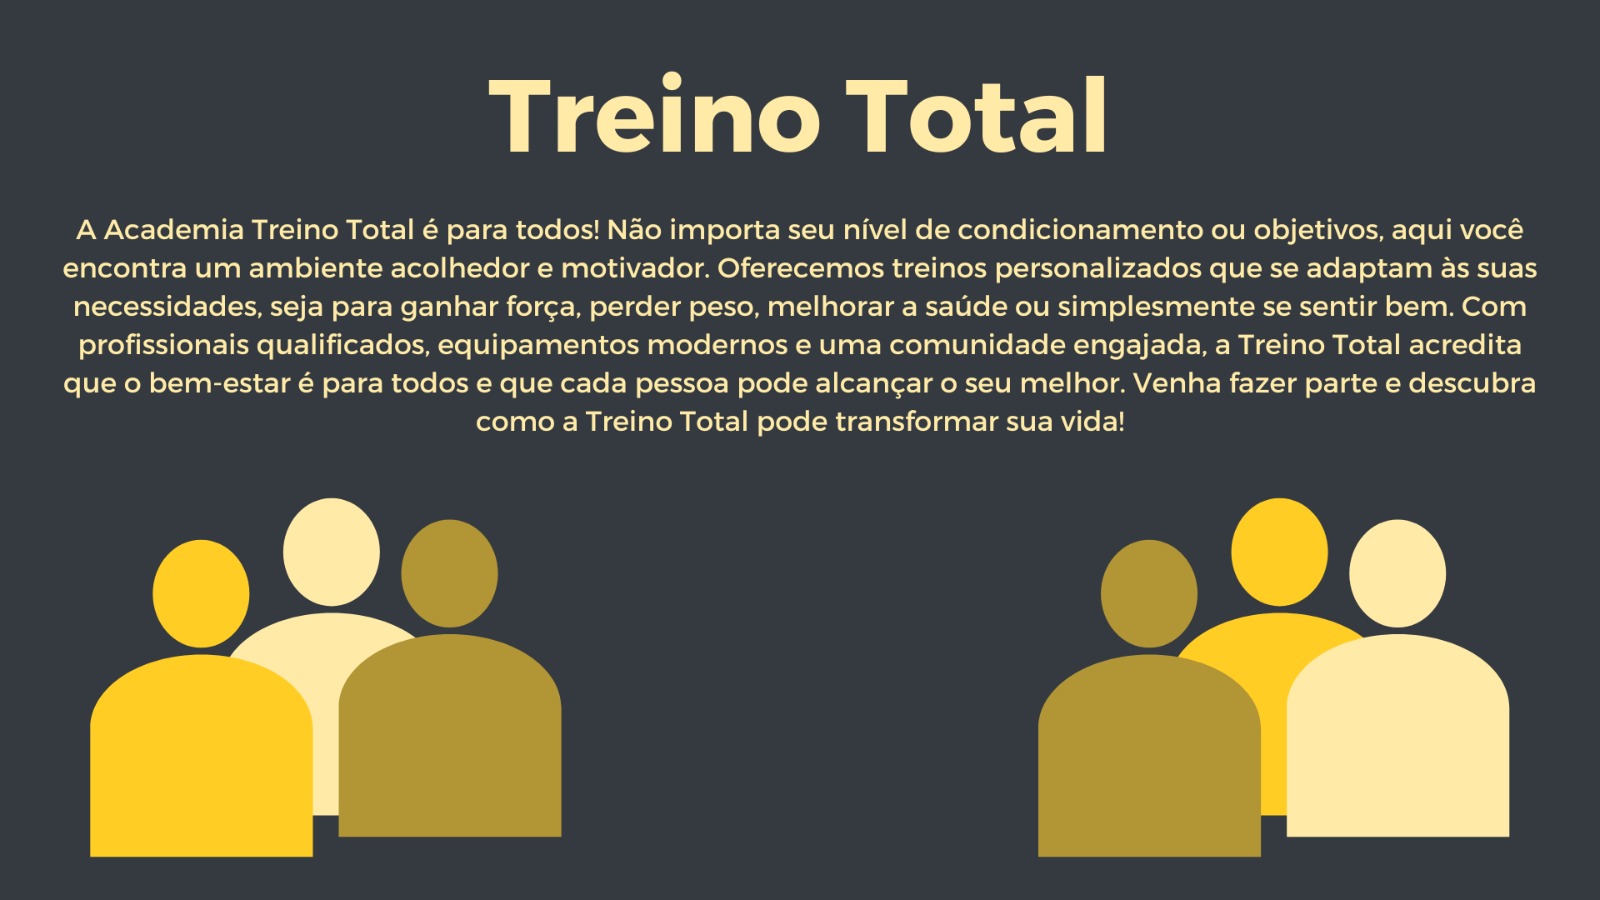 Treino Total
A Academia Treino Total é para todos! Não importa seu nível de condicionamento ou objetivos, aqui você
encontra um ambiente acolhedor e motivador. Oferecemos treinos personalizados que se adaptam às suas
necessidades, seja para ganhar força, perder peso, melhorar a saúde ou simplesmente se sentir bem. Com
profissionais qualificados, equipamentos modernos e uma comunidade engajada, a Treino Total acredita
que o bem-estar é para todos e que cada pessoa pode alcançar o seu melhor. Venha fazer parte e descubra
como a Treino Total pode transformar sua vida!